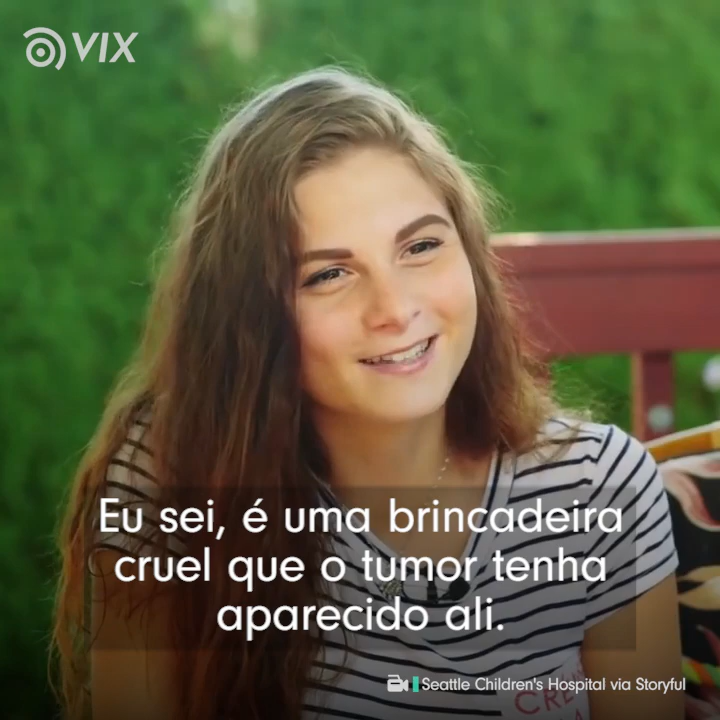 VIX
Eu sei, é uma brincadeira
cruel que o tumor tenha
aparecido ali.
Seattle Children's Hospital via Storyful